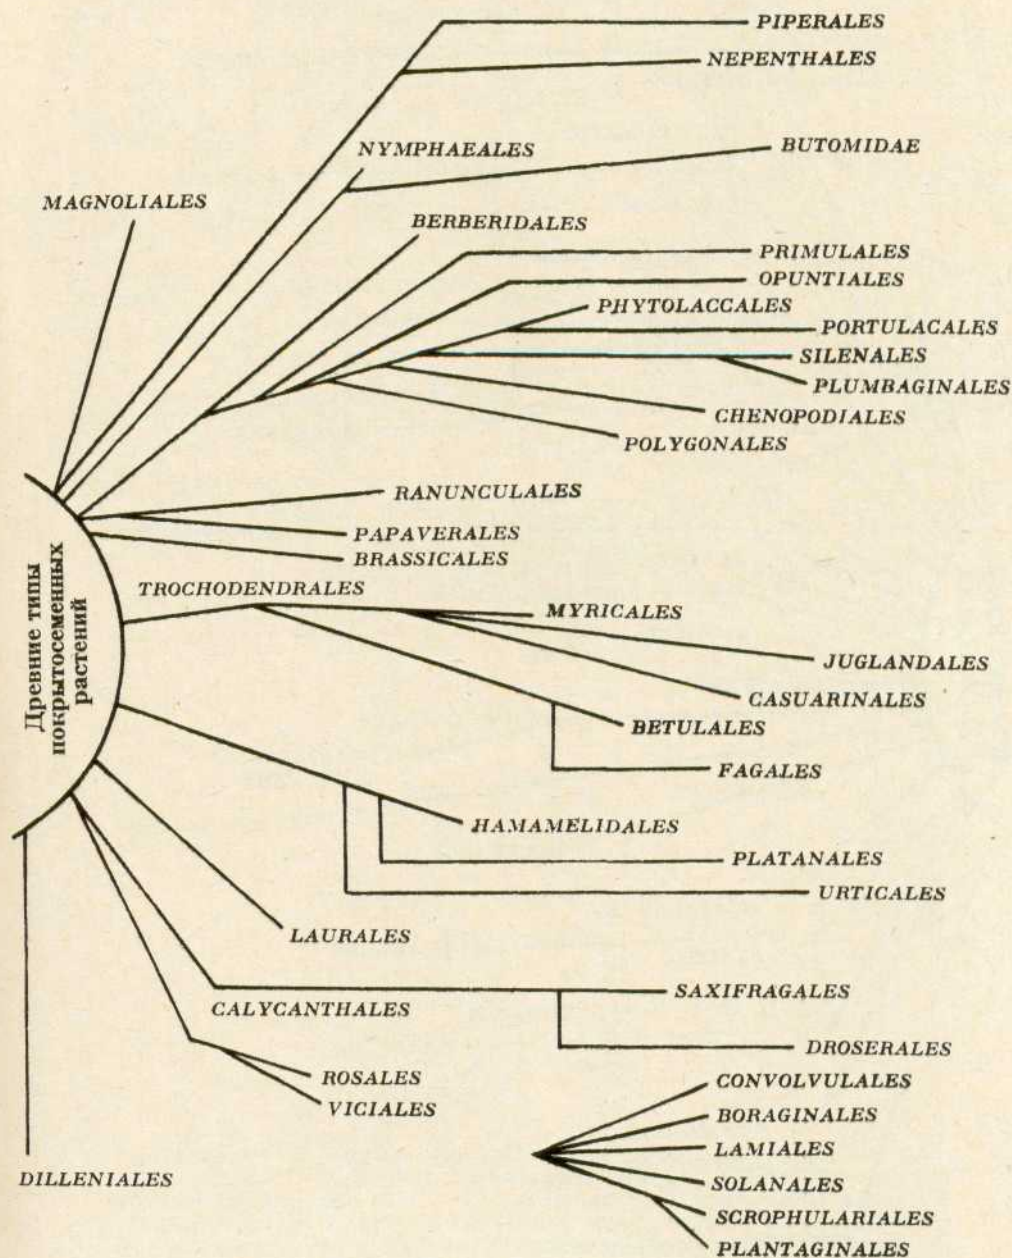 PIPERALES
NEPENTHALES
NYMPHAEALES
BUTOMIDAE
MAGNOLIALES
BERBERIDALES
PRIMULALES
OPUNTIALES
PHYTOLACCALES
PORTULACALES
SILENALES
PLUMBAGINALES
CHENOPODIALES
POLYGONALES
RANUNCULALES
PAPAVERALES
BRASSICALES
Древние типы
покрытосеменных
растений
TROCHODENDRALES
MYRICALES
JUGLANDALES
CASUARINALES
BETULALES
FAGALES
HAMAMELIDALES
PLATANALES
URTICALES
LAURALES
SAXIFRAGALES
CALYCANTHALES
DROSERALES
ROSALES
VICIALES
CONVOLVULALES
BORAGINALES
LAMIALES
DILLENIALES
SOLANALES
SCROPHULARIALES
PLANTAGINALES